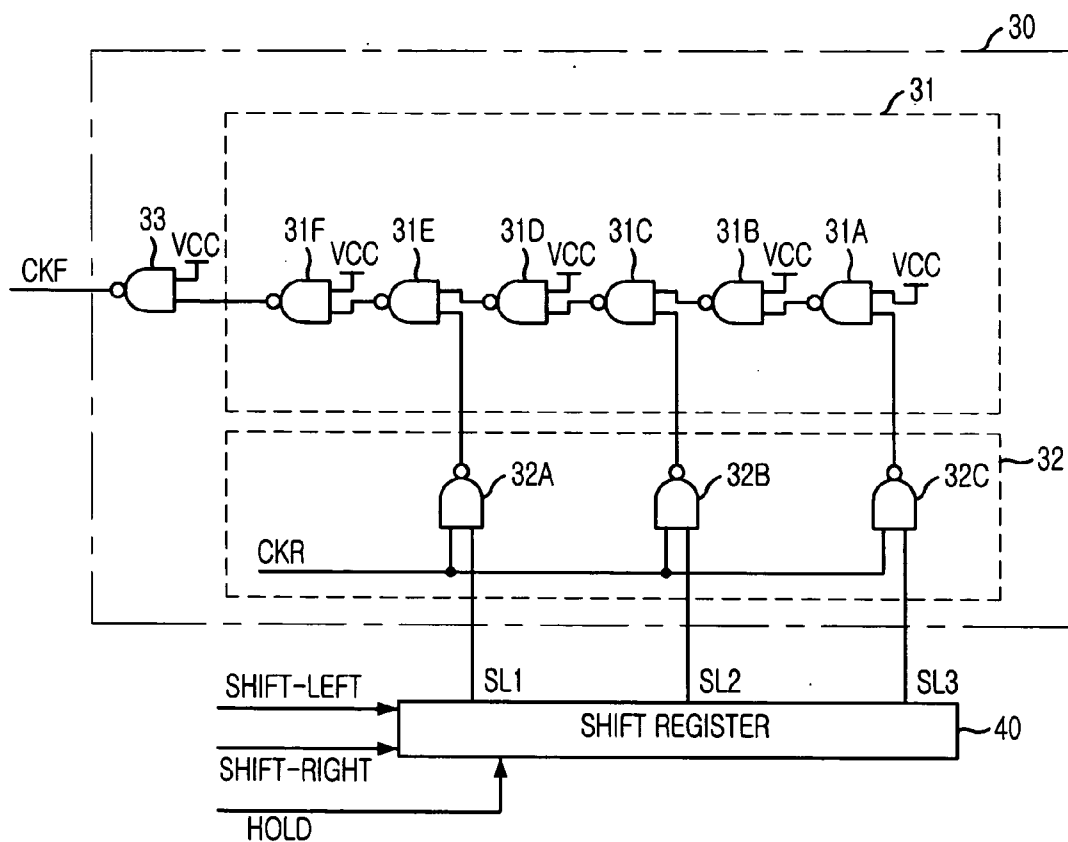 30
31
33
VCC
CKF
31F
VCC
31E
31D
VCC
31C
31B
VCC
31A
VCC
32
32A
32B
32C
CKR
SHIFT-LEFT
SL1
SL2
SL3
SHIFT REGISTER
40
SHIFT-RIGHT
HOLD